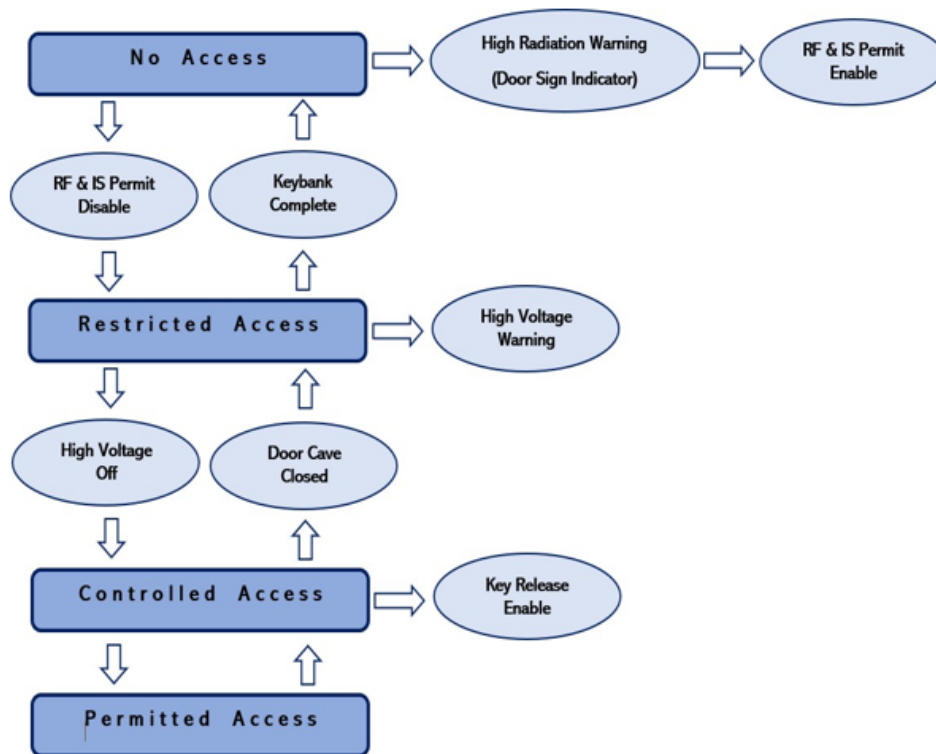 No Access
High Radiation Warning
(Door Sign Indicator)
RF & IS Permit
Enable
RF & IS Permit
Disable
Keybank
Complete
Restricted Access
High Voltage
Warning
High Voltage
Off
Door Cave
Closed
Controlled Access
Key Release
Enable
Permitted Access